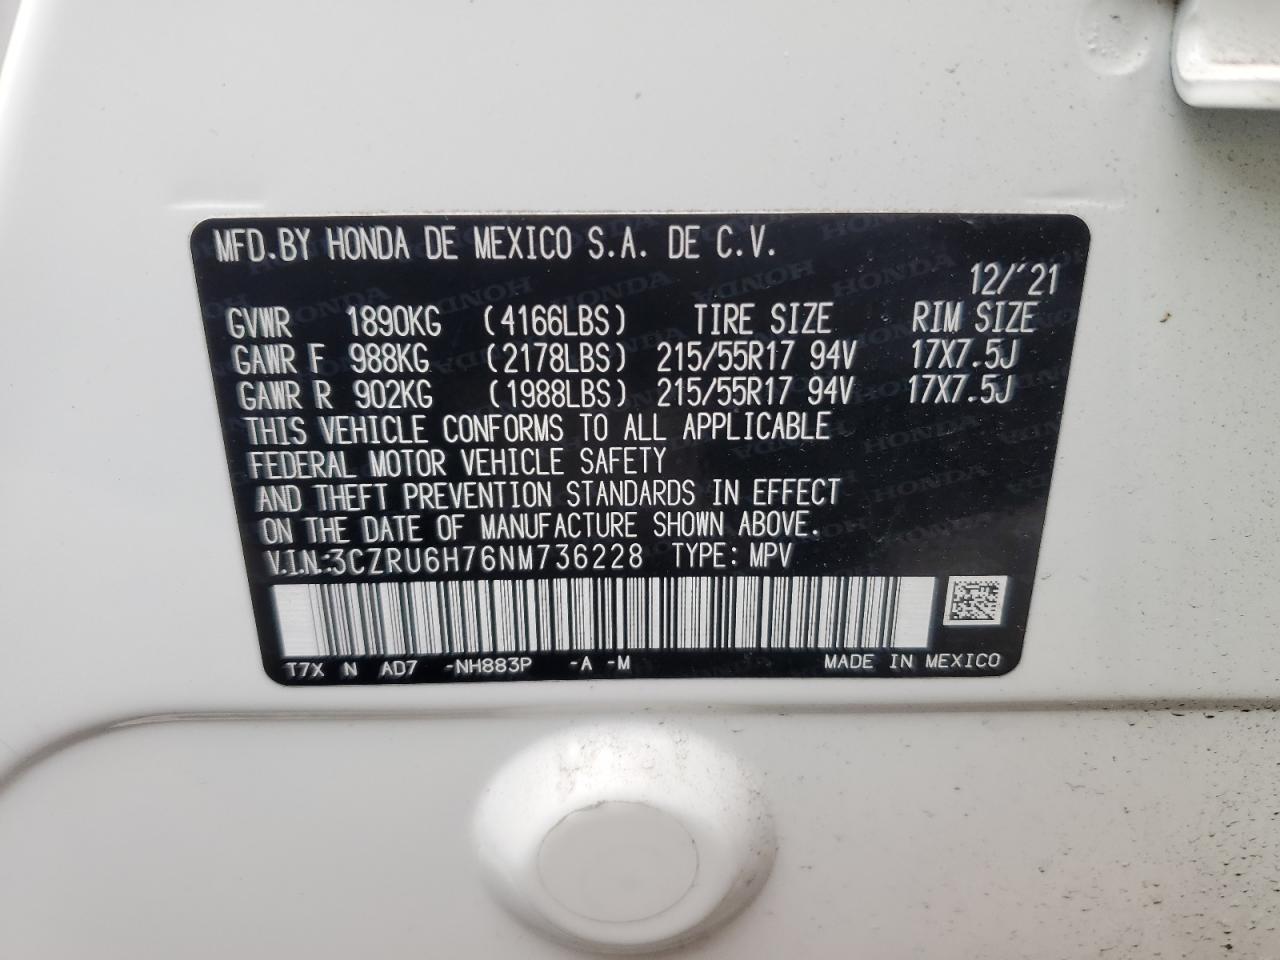 MFD.BY HONDA DE MEXICO S.A. DE C.V.
12/'21
GVWR 1890KG (4166LBS) TIRE SIZE RIM SIZE
GAWR F 988KG (2178LBS) 215/55R17 94V 17X7.5J
GAWR R 902KG (1988LBS) 215/55R17 94V 17X7.5J
THIS VEHICLE CONFORMS TO ALL APPLICABLE
FEDERAL MOTOR VEHICLE SAFETY
AND THEFT PREVENTION STANDARDS IN EFFECT
ON THE DATE OF MANUFACTURE SHOWN ABOVE.
V.I.N.:3CZRU6H76NM736228 TYPE: MPV
T7X N AD7 -NH883P -A -M MADE IN MEXICO